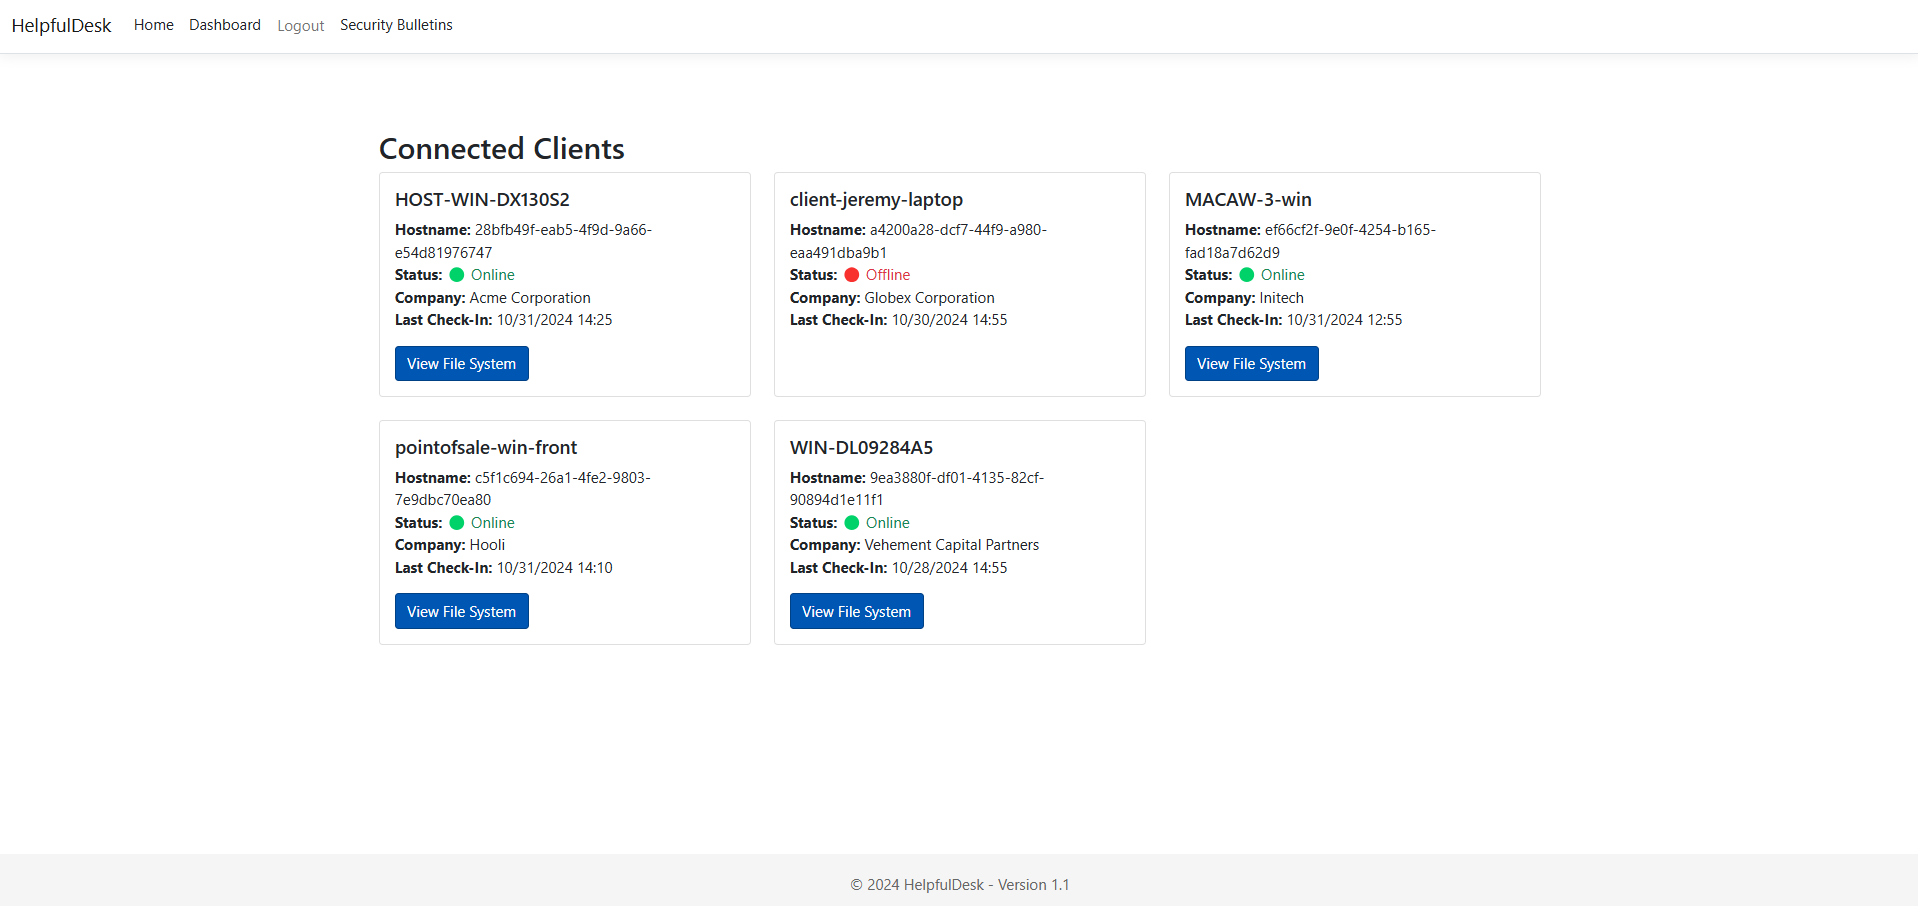 HelpfulDesk Home Dashboard Logout Security Bulletins
Connected Clients
HOST-WIN-DX130S2
Hostname: 28bfb49f-eab5-4f9d-9a66-
e54d81976747
Status: Online
Company: Acme Corporation
Last Check-In: 10/31/2024 14:25
View File System
client-jeremy-laptop
Hostname: a4200a28-dcf7-44f9-a980-
eaa491dba9b1
Status: Offline
Company: Globex Corporation
Last Check-In: 10/30/2024 14:55
MACAW-3-win
Hostname: ef66cf2f-9e0f-4254-b165-
fad18a7d62d9
Status: Online
Company: Initech
Last Check-In: 10/31/2024 12:55
View File System
pointofsale-win-front
Hostname: c5f1c694-26a1-4fe2-9803-
7e9dbc70ea80
Status: Online
Company: Hooli
Last Check-In: 10/31/2024 14:10
View File System
WIN-DL09284A5
Hostname: 9ea3880f-df01-4135-82cf-
90894d1e11f1
Status: Online
Company: Vehement Capital Partners
Last Check-In: 10/28/2024 14:55
View File System
© 2024 HelpfulDesk - Version 1.1